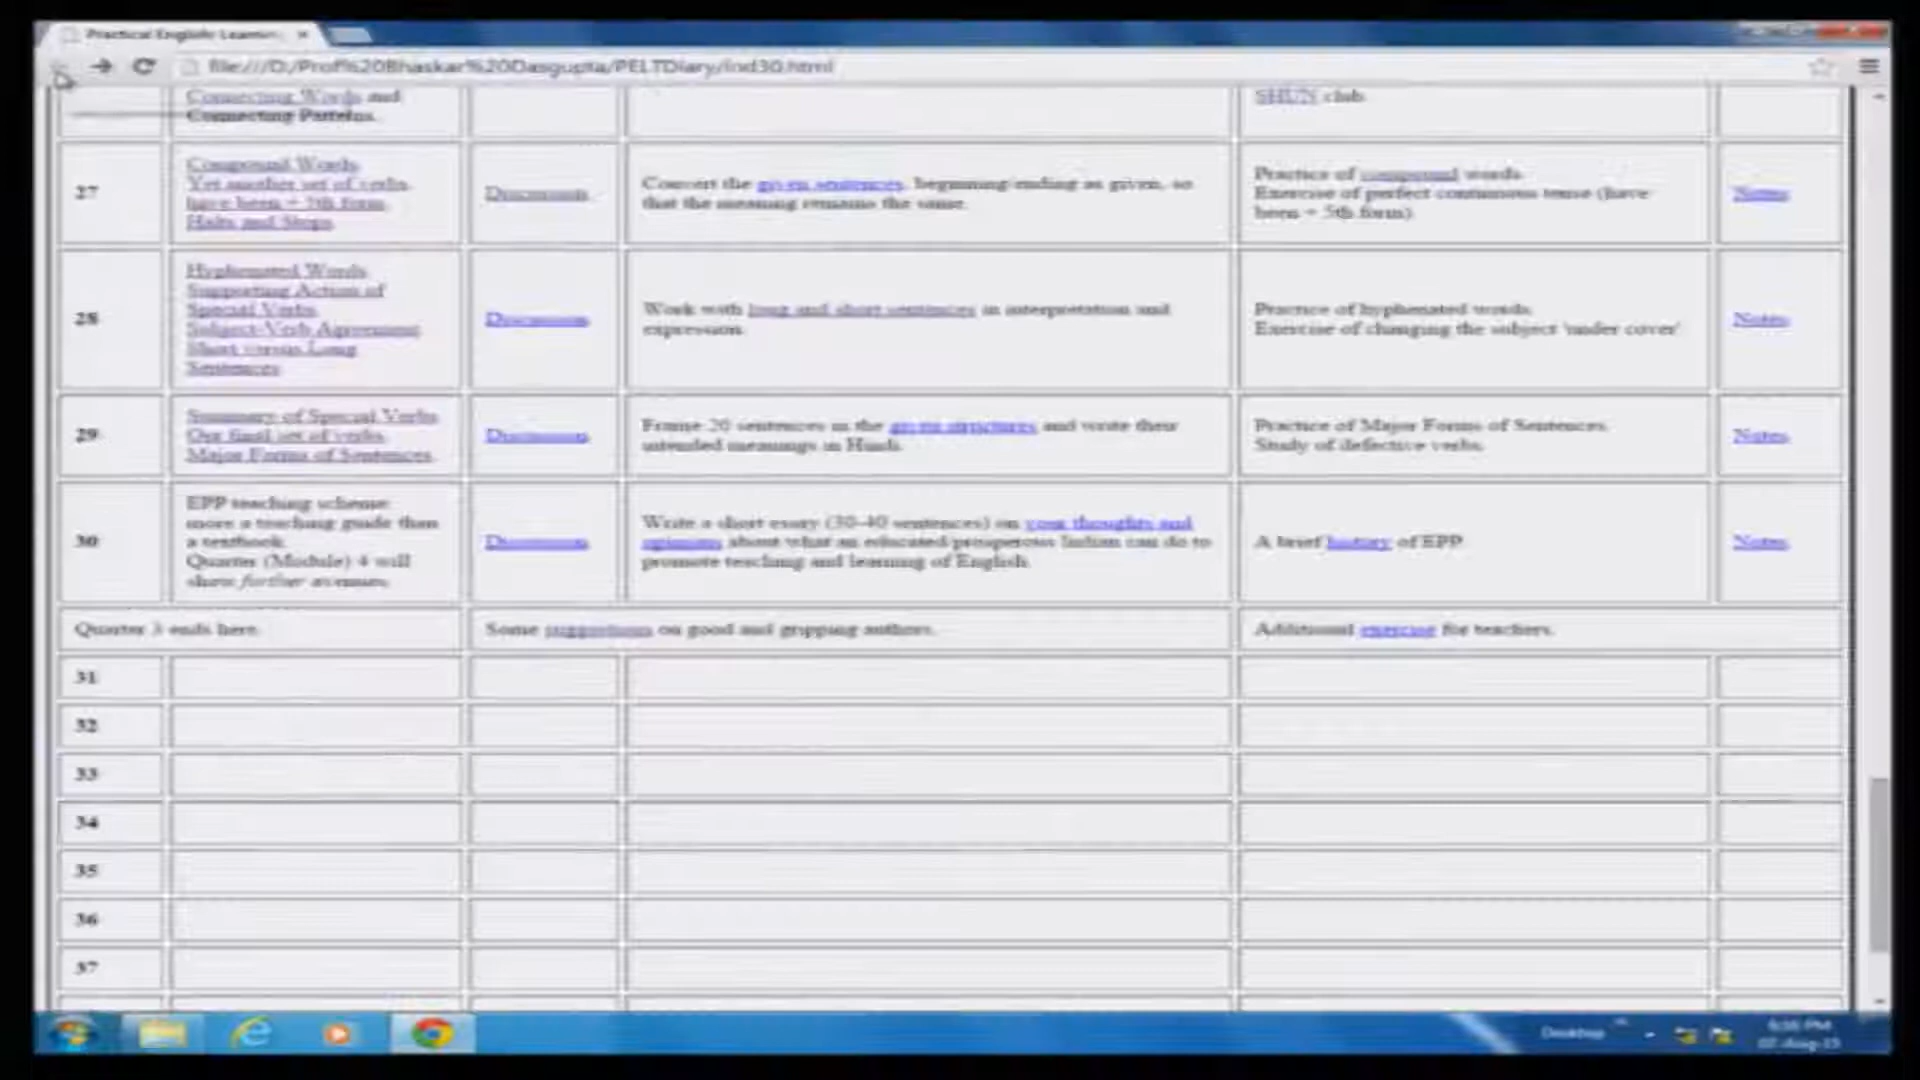 Practical English: Learnin
file:///D:/Prof%20Bhaskar%20Dasgupta/PELTDiary/ind30.html
Connecting Words and
Connecting Patterns.
SHUN club
27
Compound Words
Yet another set of verbs
have been + 5th form
Halts and Stops
Discussion
Convert the given sentences, beginning/ending as given, so
that the meaning remains the same.
Practice of compound words
Exercise of perfect continuous tense (have
been + 5th form)
Notes
28
Hyphenated Words
Supporting Action of
Special Verbs
Subject-Verb Agreement
Short versus Long
Sentences
Discussion
Work with long and short sentences in interpretation and
expression.
Practice of hyphenated words
Exercise of changing the subject 'under cover'
Notes
29
Summary of Special Verbs
Our final set of verbs
Major Forms of Sentences
Discussion
Frame 20 sentences in the given structures and write their
intended meanings in Hindi.
Practice of Major Forms of Sentences.
Study of defective verbs.
Notes
30
EPP teaching scheme
more a teaching guide than
a textbook
Quarter (Module) 4 will
show further avenues.
Discussion
Write a short essay (30-40 sentences) on your thoughts and
opinions about what an educated prosperous Indian can do to
promote teaching and learning of English.
A brief history of EPP
Notes
Quarter 3 ends here.
Some suggestions on good and gripping authors.
Additional exercise for teachers.
31
32
33
34
35
36
37
Desktop
07-Aug-15